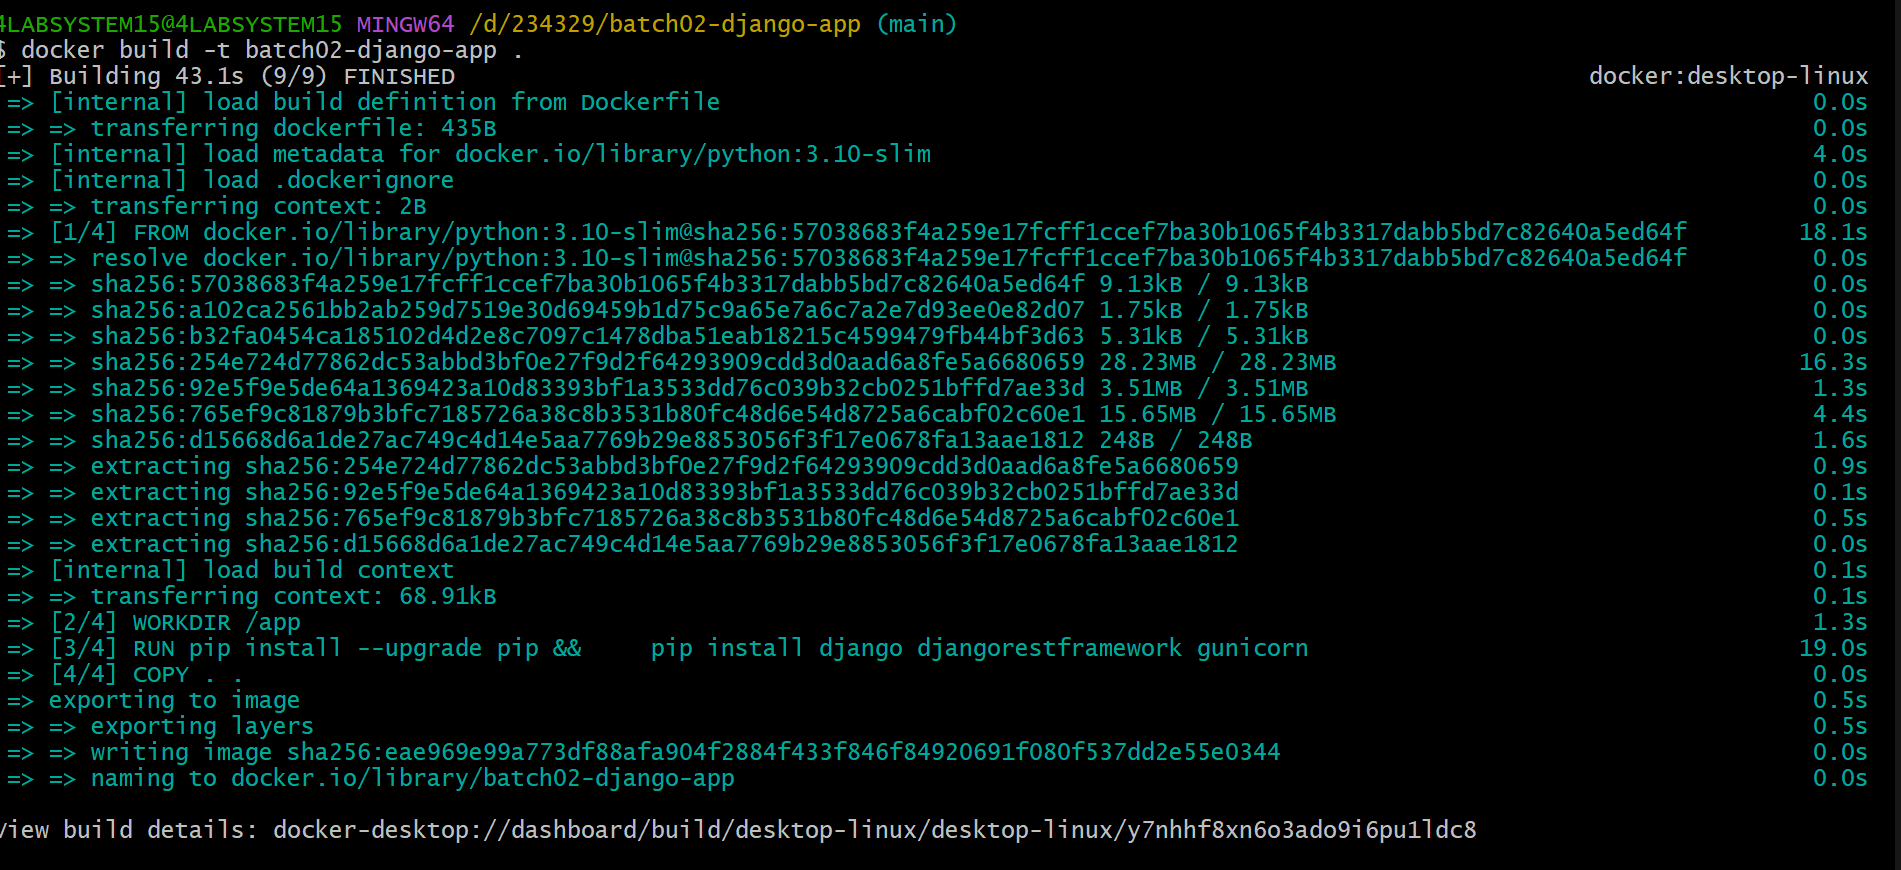 4LABSYSTEM15@4LABSYSTEM15 MINGW64 /d/234329/batch02-django-app (main)
$ docker build -t batch02-django-app .
[+] Building 43.1s (9/9) FINISHED docker:desktop-linux
=> [internal] load build definition from Dockerfile 0.0s
=> => transferring dockerfile: 435B 0.0s
=> [internal] load metadata for docker.io/library/python:3.10-slim 4.0s
=> [internal] load .dockerignore 0.0s
=> => transferring context: 2B 0.0s
=> [1/4] FROM docker.io/library/python:3.10-slim@sha256:57038683f4a259e17fcff1ccef7ba30b1065f4b3317dabb5bd7c82640a5ed64f 18.1s
=> => resolve docker.io/library/python:3.10-slim@sha256:57038683f4a259e17fcff1ccef7ba30b1065f4b3317dabb5bd7c82640a5ed64f 0.0s
=> => sha256:57038683f4a259e17fcff1ccef7ba30b1065f4b3317dabb5bd7c82640a5ed64f 9.13kB / 9.13kB 0.0s
=> => sha256:a102ca2561bb2ab259d7519e30d69459b1d75c9a65e7a6c7a2e7d93ee0e82d07 1.75kB / 1.75kB 0.0s
=> => sha256:b32fa0454ca185102d4d2e8c7097c1478dba51eab18215c4599479fb44bf3d63 5.31kB / 5.31kB 0.0s
=> => sha256:254e724d77862dc53abbd3bf0e27f9d2f64293909cdd3d0aad6a8fe5a6680659 28.23MB / 28.23MB 16.3s
=> => sha256:92e5f9e5de64a1369423a10d83393bf1a3533dd76c039b32cb0251bffd7ae33d 3.51MB / 3.51MB 1.3s
=> => sha256:765ef9c81879b3bfc7185726a38c8b3531b80fc48d6e54d8725a6cabf02c60e1 15.65MB / 15.65MB 4.4s
=> => sha256:d15668d6a1de27ac749c4d14e5aa7769b29e8853056f3f17e0678fa13aae1812 248B / 248B 1.6s
=> => extracting sha256:254e724d77862dc53abbd3bf0e27f9d2f64293909cdd3d0aad6a8fe5a6680659 0.9s
=> => extracting sha256:92e5f9e5de64a1369423a10d83393bf1a3533dd76c039b32cb0251bffd7ae33d 0.1s
=> => extracting sha256:765ef9c81879b3bfc7185726a38c8b3531b80fc48d6e54d8725a6cabf02c60e1 0.5s
=> => extracting sha256:d15668d6a1de27ac749c4d14e5aa7769b29e8853056f3f17e0678fa13aae1812 0.0s
=> [internal] load build context 0.1s
=> => transferring context: 68.91kB 0.1s
=> [2/4] WORKDIR /app 1.3s
=> [3/4] RUN pip install --upgrade pip &&     pip install django djangorestframework gunicorn 19.0s
=> [4/4] COPY . . 0.0s
=> exporting to image 0.5s
=> => exporting layers 0.5s
=> => writing image sha256:eae969e99a773df88afa904f2884f433f846f84920691f080f537dd2e55e0344 0.0s
=> => naming to docker.io/library/batch02-django-app 0.0s
View build details: docker-desktop://dashboard/build/desktop-linux/desktop-linux/y7nhhf8xn6o3ado9i6pu1ldc8